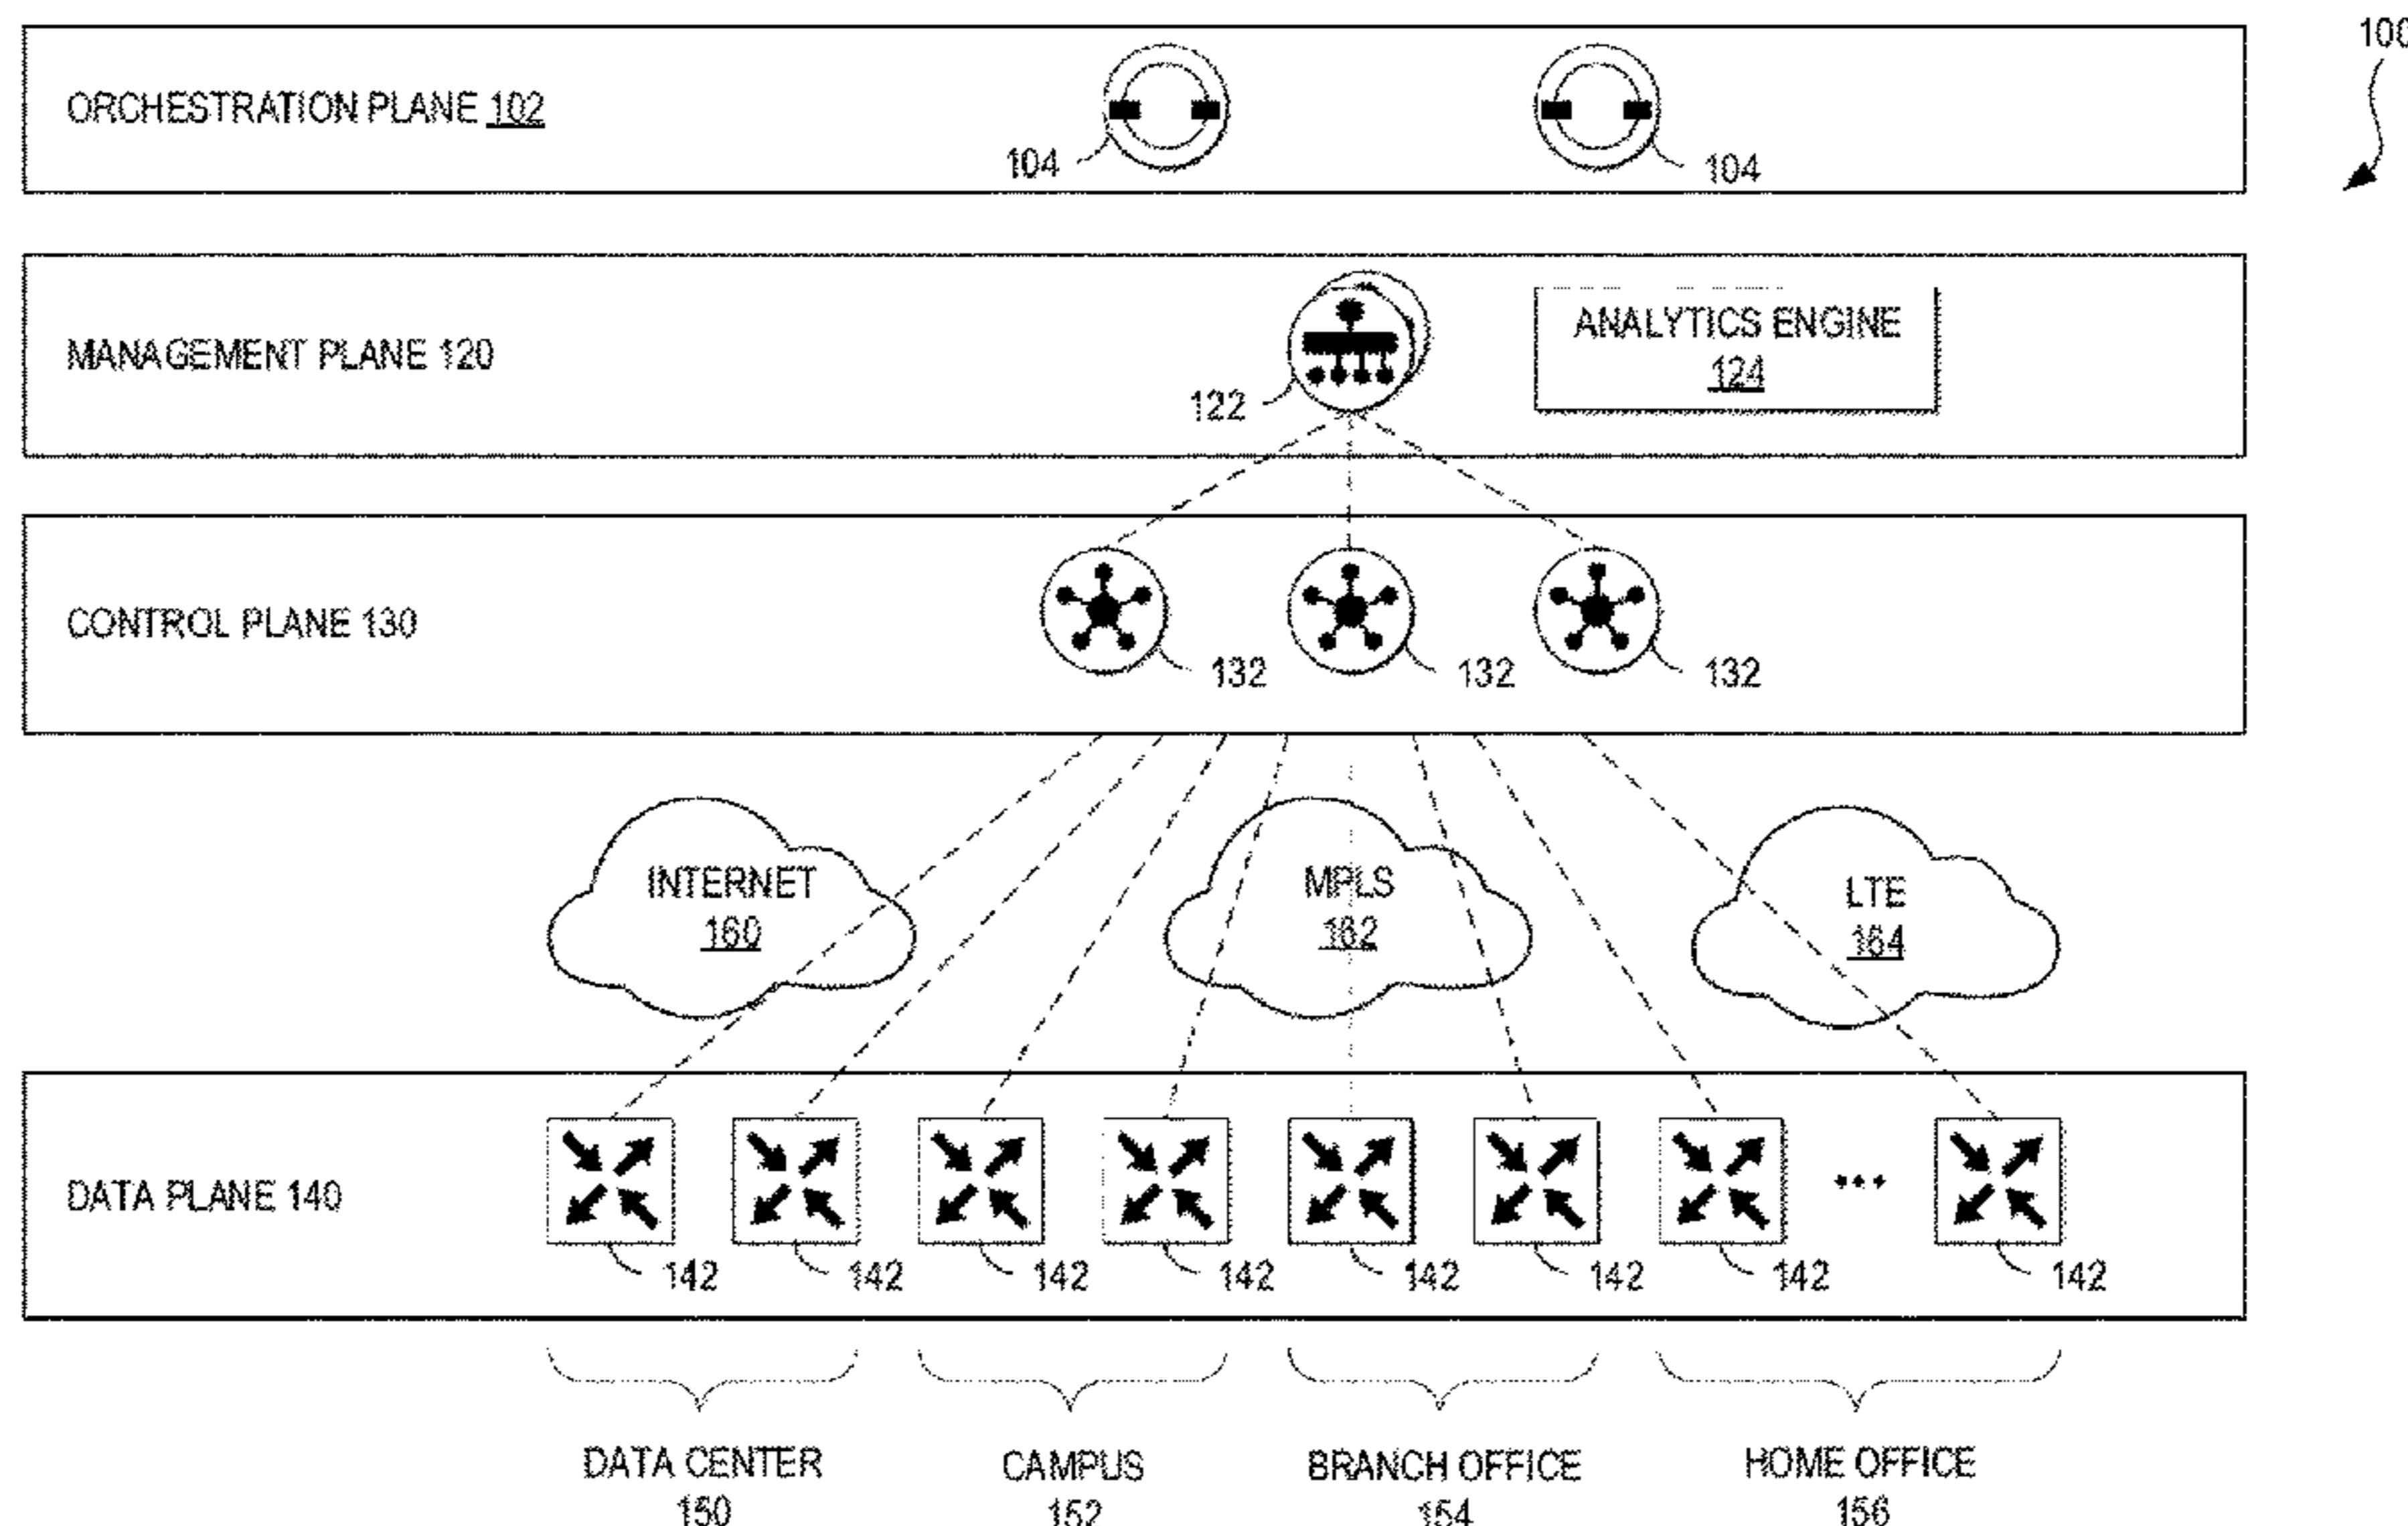 100
ORCHESTRATION PLANE 102
104
104
MANAGEMENT PLANE 120
ANALYTICS ENGINE
124
122
CONTROL PLANE 130
132
132
132
INTERNET
160
MPLS
162
LTE
164
DATA PLANE 140
142
142
142
142
142
142
142
...
142
DATA CENTER
150
CAMPUS
152
BRANCH OFFICE
154
HOME OFFICE
156